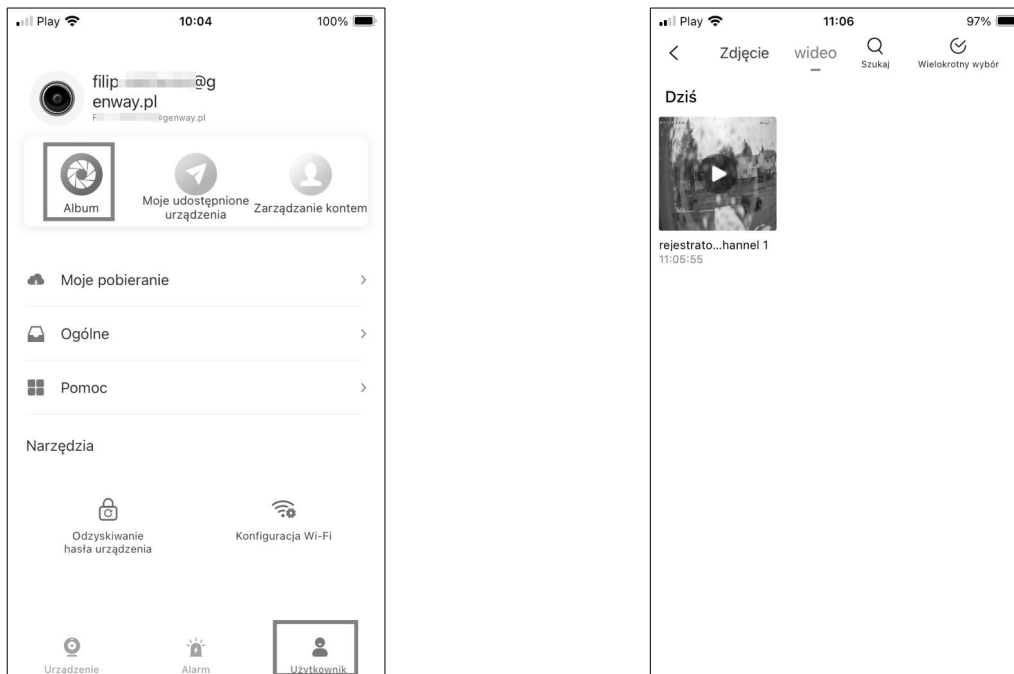 Play 10:04 100%
filip @g
enway.pl
@genway.pl
Album
Moje udostępnione
urządzenia
Zarządzanie kontem
Moje pobieranie
Ogólne
Pomoc
Narzędzia
Odzyskiwanie
hasła urządzenia
Konfiguracja Wi-Fi
Urządzenie
Alarm
Użytkownik
Play 11:06 97%
Zdjęcie wideo
Szukaj
Wielokrotny wybór
Dziś
rejestrato...hannel 1
11:05:55